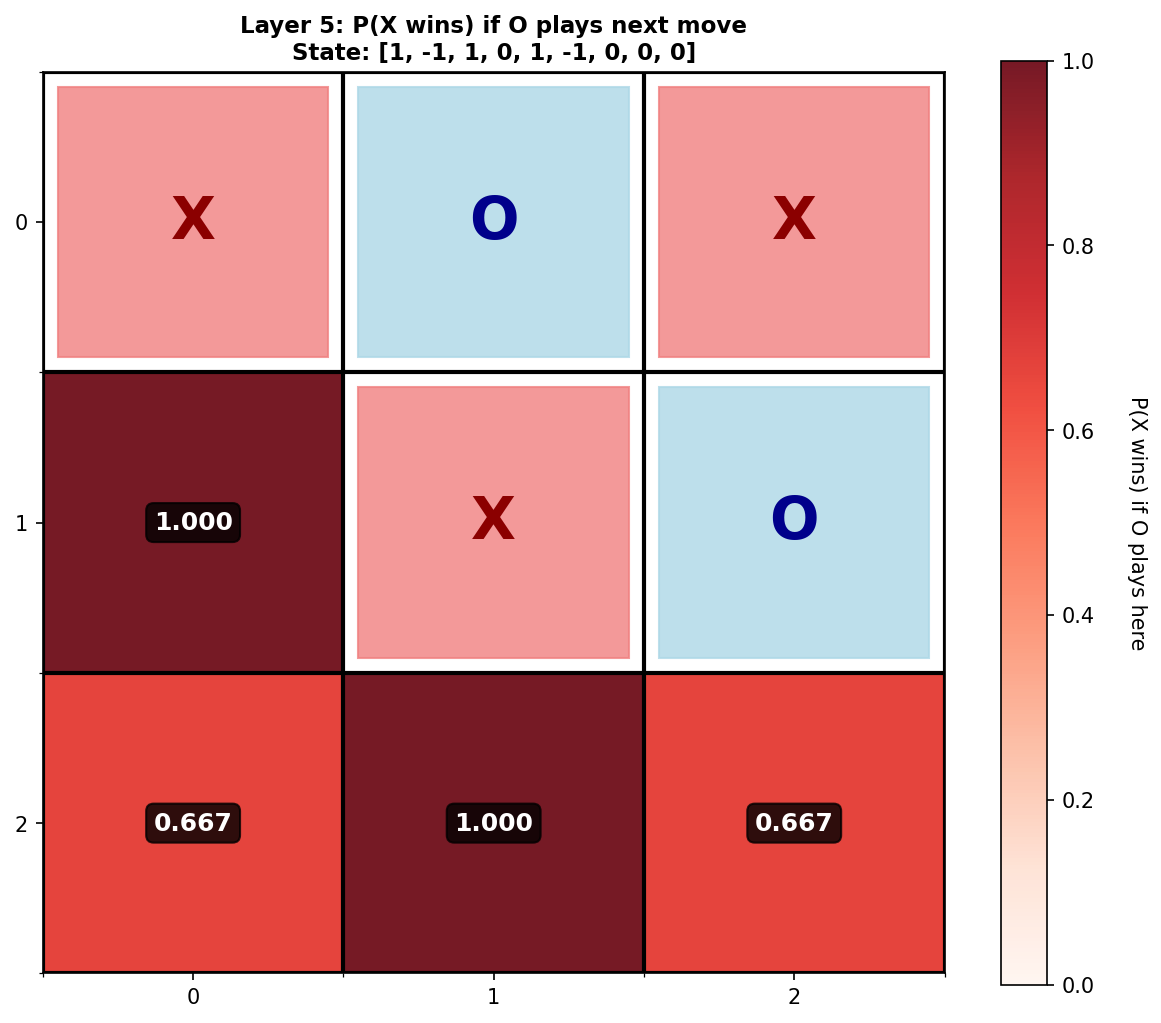 Layer 5: P(X wins) if O plays next move
State: [1, -1, 1, 0, 1, -1, 0, 0, 0]
X
O
X
1.000
X
O
0.667
1.000
0.667
0
1
2
0
1
2
1.0
0.8
0.6
0.4
0.2
0.0
P(X wins) if O plays here